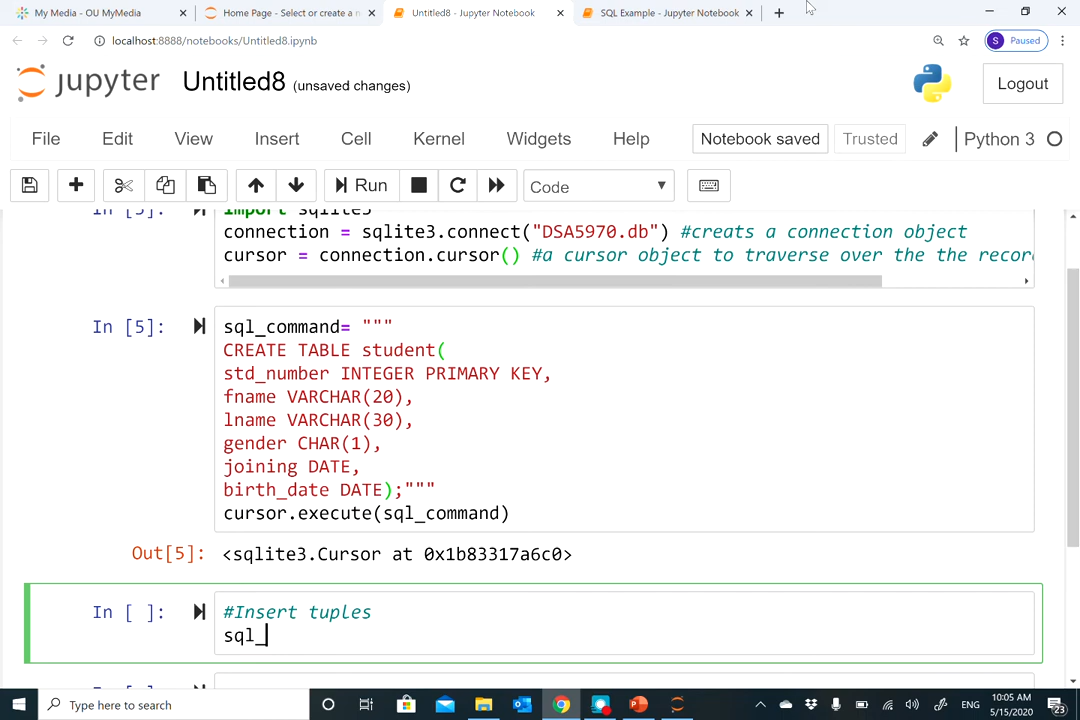 My Media - OU MyMedia
Home Page - Select or create a n
Untitled8 - Jupyter Notebook
SQL Example - Jupyter Notebook
localhost:8888/notebooks/Untitled8.ipynb
S Paused
jupyter Untitled8 (unsaved changes)
Logout
File Edit View Insert Cell Kernel Widgets Help
Notebook saved Trusted Python 3
Run Code
In [3]: import sqlite3
connection = sqlite3.connect("DSA5970.db") #creats a connection object
cursor = connection.cursor() #a cursor object to traverse over the the recor
In [5]: sql_command= """
CREATE TABLE student(
std_number INTEGER PRIMARY KEY,
fname VARCHAR(20),
lname VARCHAR(30),
gender CHAR(1),
joining DATE,
birth_date DATE);"""
cursor.execute(sql_command)
Out[5]: <sqlite3.Cursor at 0x1b83317a6c0>
In [ ]: #Insert tuples
sql_
Type here to search
ENG
10:05 AM
5/15/2020
23